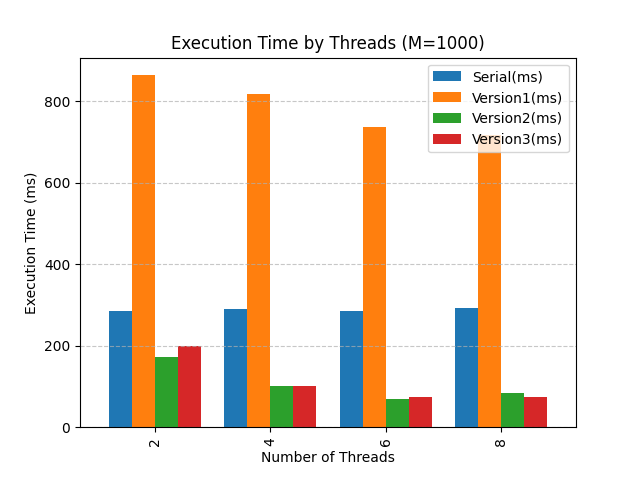 Execution Time by Threads (M=1000)
Serial(ms)
Version1(ms)
Version2(ms)
Version3(ms)
800
600
400
200
0
Execution Time (ms)
2
4
6
8
Number of Threads